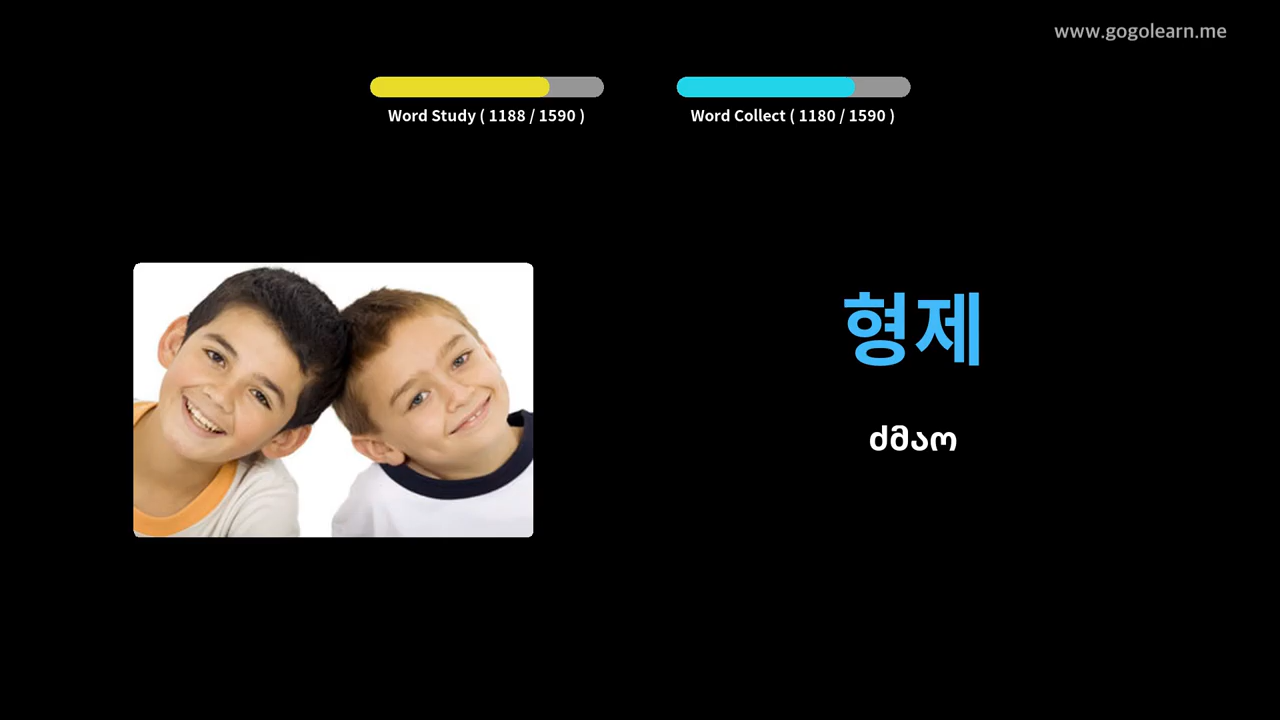 www.gogolearn.me
Word Study ( 1188 / 1590 )
Word Collect ( 1180 / 1590 )
형제
ძმაო